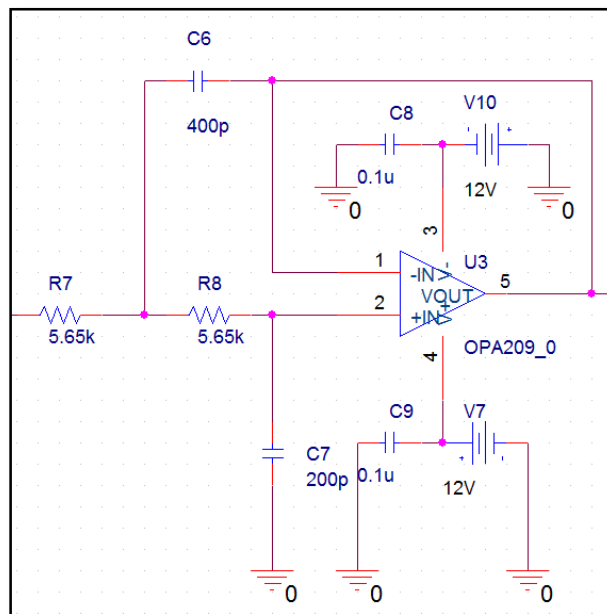 C6
400p
C8
0.1u
V10
- +
12V
0
0
3
R7
5.65k
R8
5.65k
1
2
-IN
+IN
V-
V+
VOUT
U3
5
OPA209_0
4
C7
200p
C9
0.1u
V7
+ -
12V
0
0
0